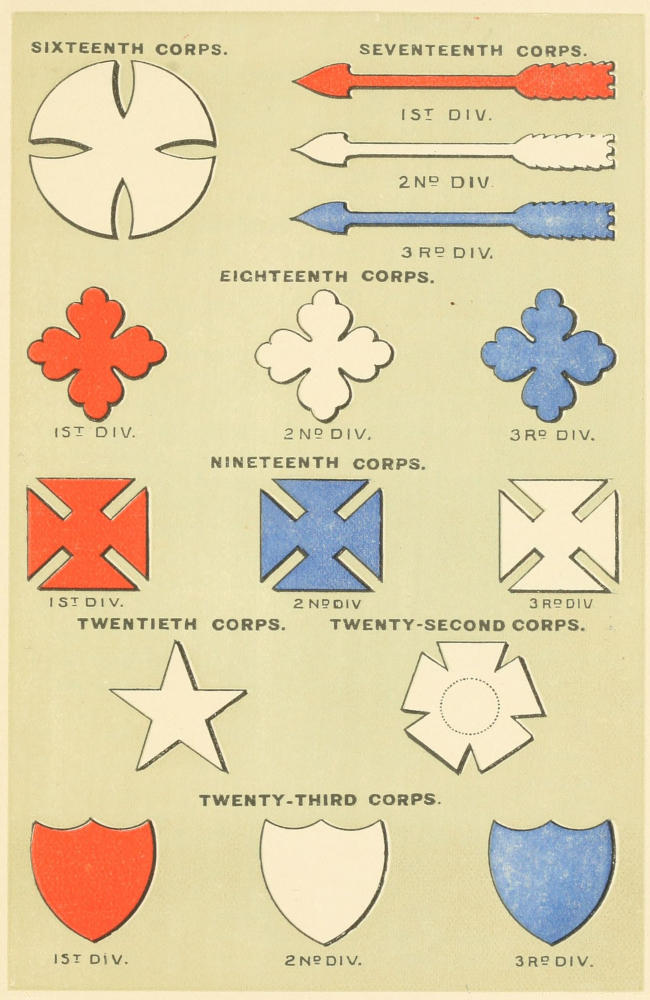 SIXTEENTH CORPS.
SEVENTEENTH CORPS.
1ST DIV.
2ND DIV.
3RD DIV.
EIGHTEENTH CORPS.
1ST DIV.
2ND DIV.
3RD DIV.
NINETEENTH CORPS.
1ST DIV.
2ND DIV
3RD DIV
TWENTIETH CORPS.
TWENTY-SECOND CORPS.
TWENTY-THIRD CORPS.
1ST DIV.
2ND DIV.
3RD DIV.